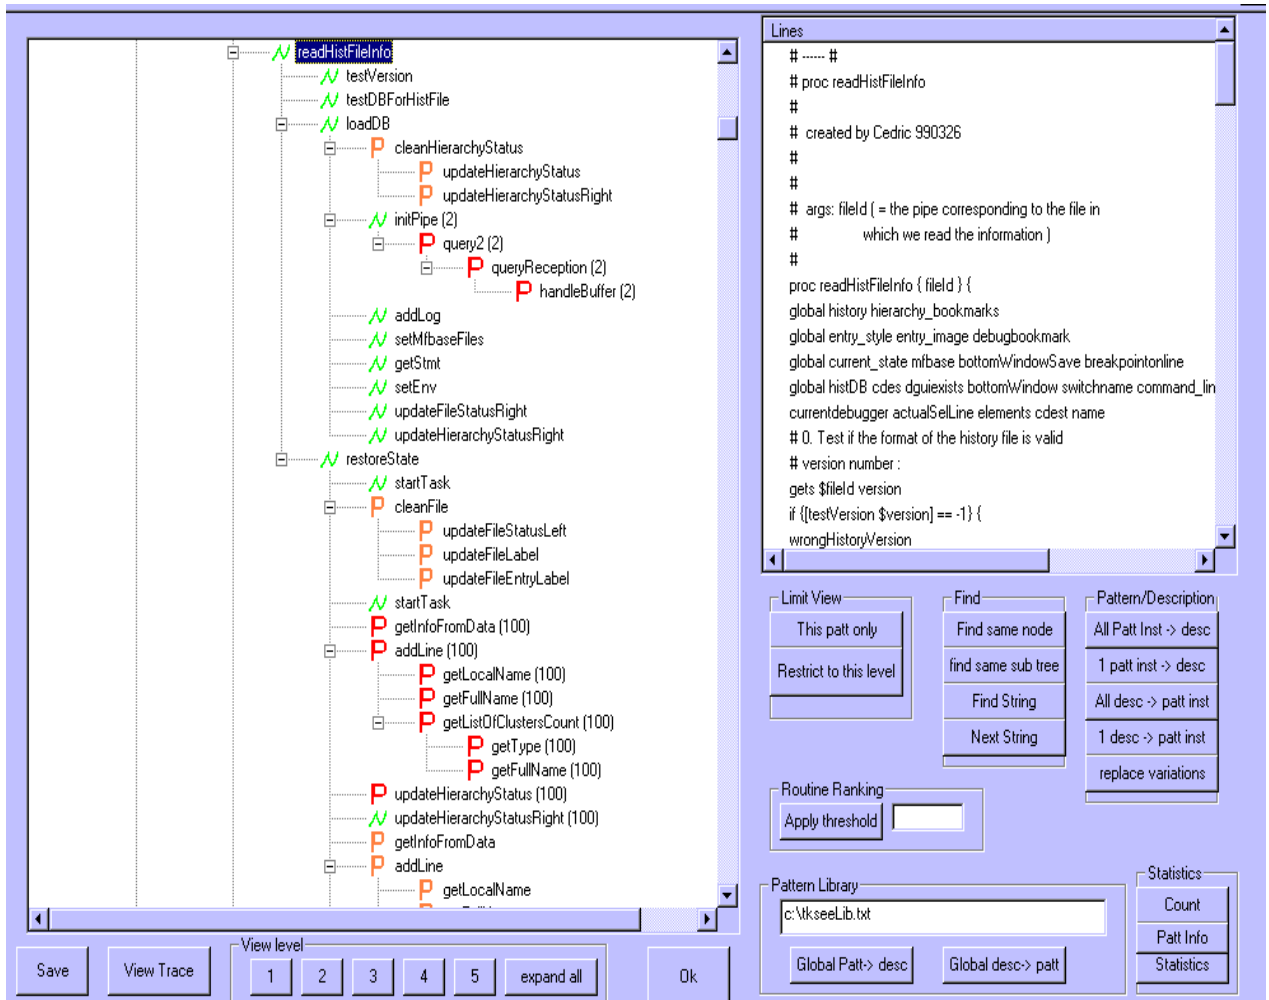 readHistFileInfo
testVersion
testDBForHistFile
loadDB
cleanHierarchyStatus
updateHierarchyStatus
updateHierarchyStatusRight
initPipe (2)
query2 (2)
queryReception (2)
handleBuffer (2)
addLog
setMfbaseFiles
getStmt
setEnv
updateFileStatusRight
updateHierarchyStatusRight
restoreState
startTask
cleanFile
updateFileStatusLeft
updateFileLabel
updateFileEntryLabel
startTask
getInfoFromData (100)
addLine (100)
getLocalName (100)
getFullName (100)
getListOfClustersCount (100)
getType (100)
getFullName (100)
updateHierarchyStatus (100)
updateHierarchyStatusRight (100)
getInfoFromData
addLine
getLocalName
Lines
# ------ #
# proc readHistFileInfo
#
# created by Cedric 990326
#
#
# args: fileId ( = the pipe corresponding to the file in
# which we read the information )
#
proc readHistFileInfo { fileId } {
global history hierarchy_bookmarks
global entry_style entry_image debugbookmark
global current_state mfbase bottomWindowSave breakpointonline
global histDB cdes dguiexists bottomWindow switchname command_lin
currentdebugger actualSelLine elements cdest name
# 0. Test if the format of the history file is valid
# version number :
gets $fileId version
if {[testVersion $version] == -1} {
wrongHistoryVersion
Limit View
This patt only
Restrict to this level
Find
Find same node
find same sub tree
Find String
Next String
Pattern/Description
All Patt Inst -> desc
1 patt inst -> desc
All desc -> patt inst
1 desc -> patt inst
replace variations
Routine Ranking
Apply threshold
Pattern Library
c:\tkseeLib.txt
Global Patt-> desc
Global desc-> patt
Statistics
Count
Patt Info
Statistics
Save
View Trace
View level
1
2
3
4
5
expand all
Ok